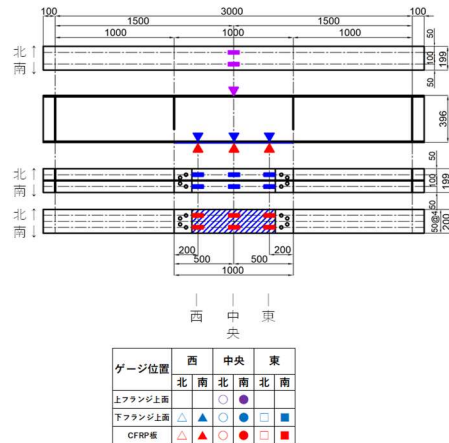 100 3000 100
1500 1500
1000 1000 1000
北
南
50
100
199
50
396
北
南
50
100
199
50
北
南
50@4
200
200 200
500 500
1000
西
中央
東
ゲージ位置 西 中央 東
北 南 北 南 北 南
上フランジ上面 ○ ●
下フランジ上面 △ ▲ ○ ● □ ■
CFRP板 △ ▲ ○ ● □ ■